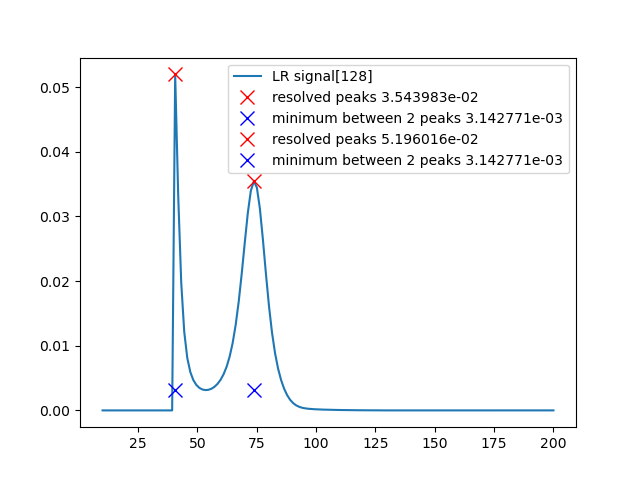 LR signal[128]
resolved peaks 3.543983e-02
minimum between 2 peaks 3.142771e-03
resolved peaks 5.196016e-02
minimum between 2 peaks 3.142771e-03
0.05
0.04
0.03
0.02
0.01
0.00
25 50 75 100 125 150 175 200